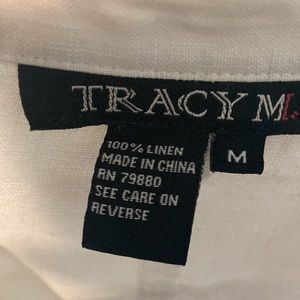 TRACY M.
100% LINEN
MADE IN CHINA
RN 79880
SEE CARE ON
REVERSE
M